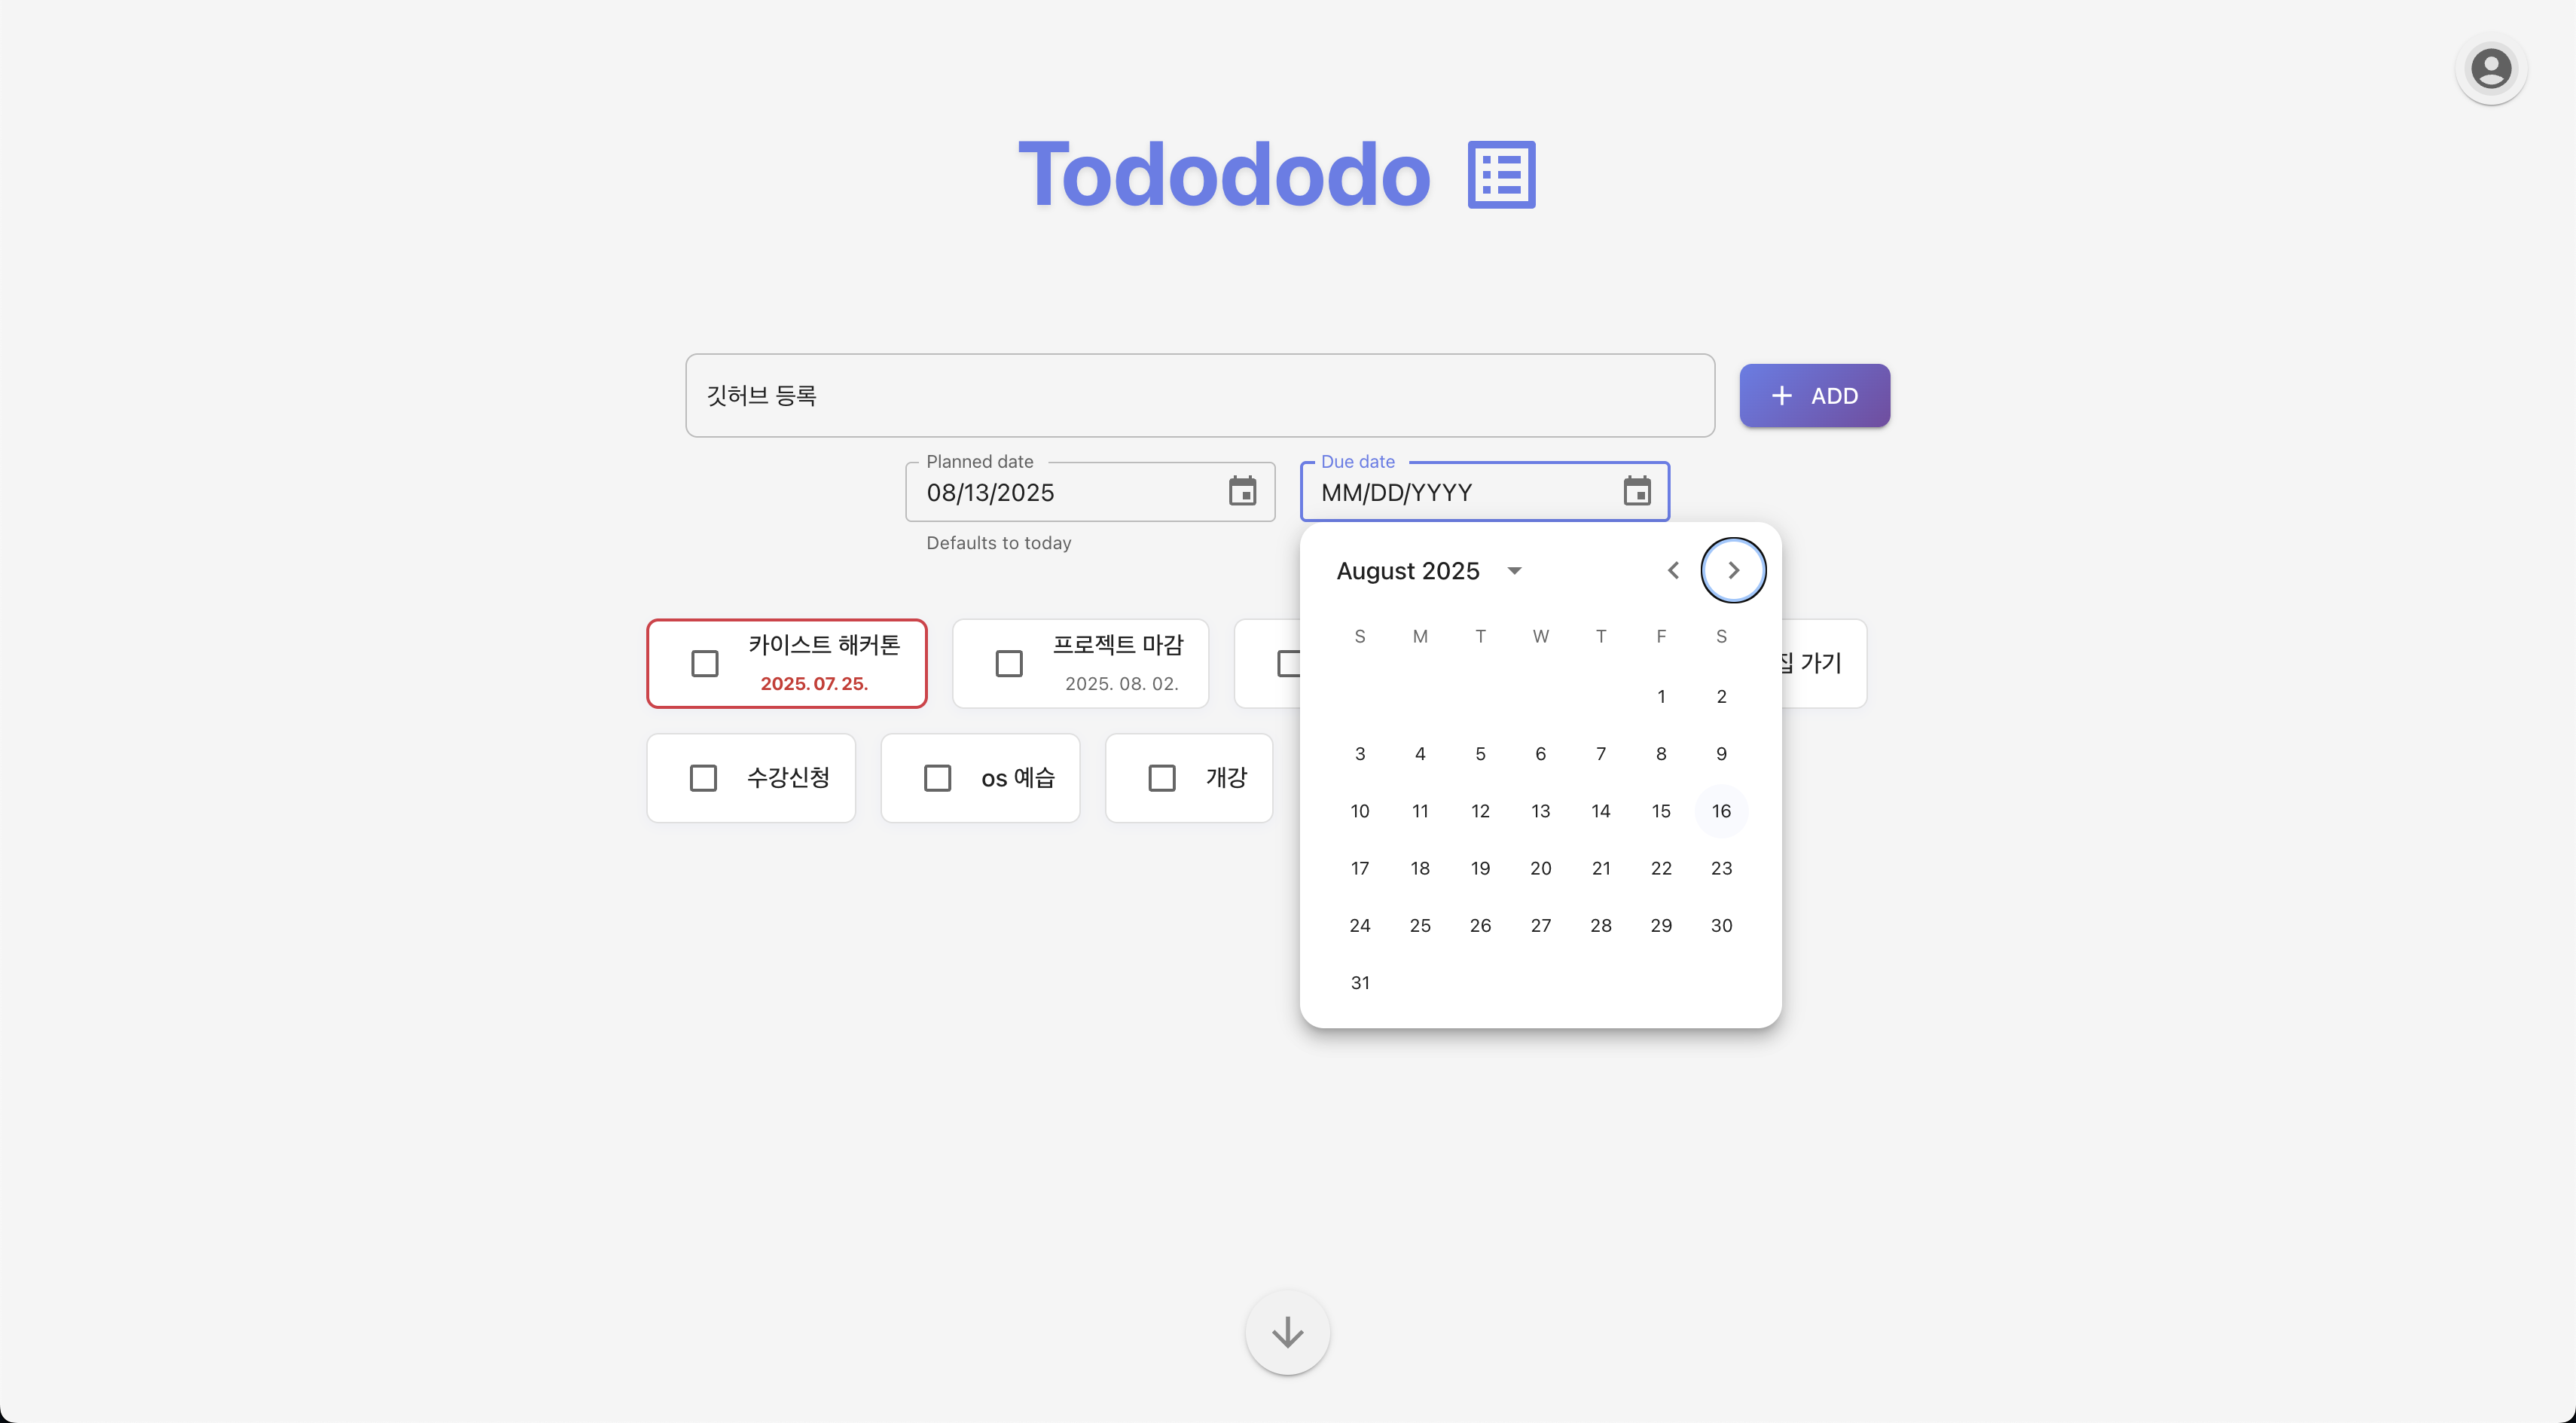 Todododo
깃허브 등록
+ ADD
Planned date
08/13/2025
Defaults to today
Due date
MM/DD/YYYY
August 2025
S M T W T F S
1 2
3 4 5 6 7 8 9
10 11 12 13 14 15 16
17 18 19 20 21 22 23
24 25 26 27 28 29 30
31
카이스트 해커톤
2025. 07. 25.
프로젝트 마감
2025. 08. 02.
집 가기
수강신청
os 예습
개강